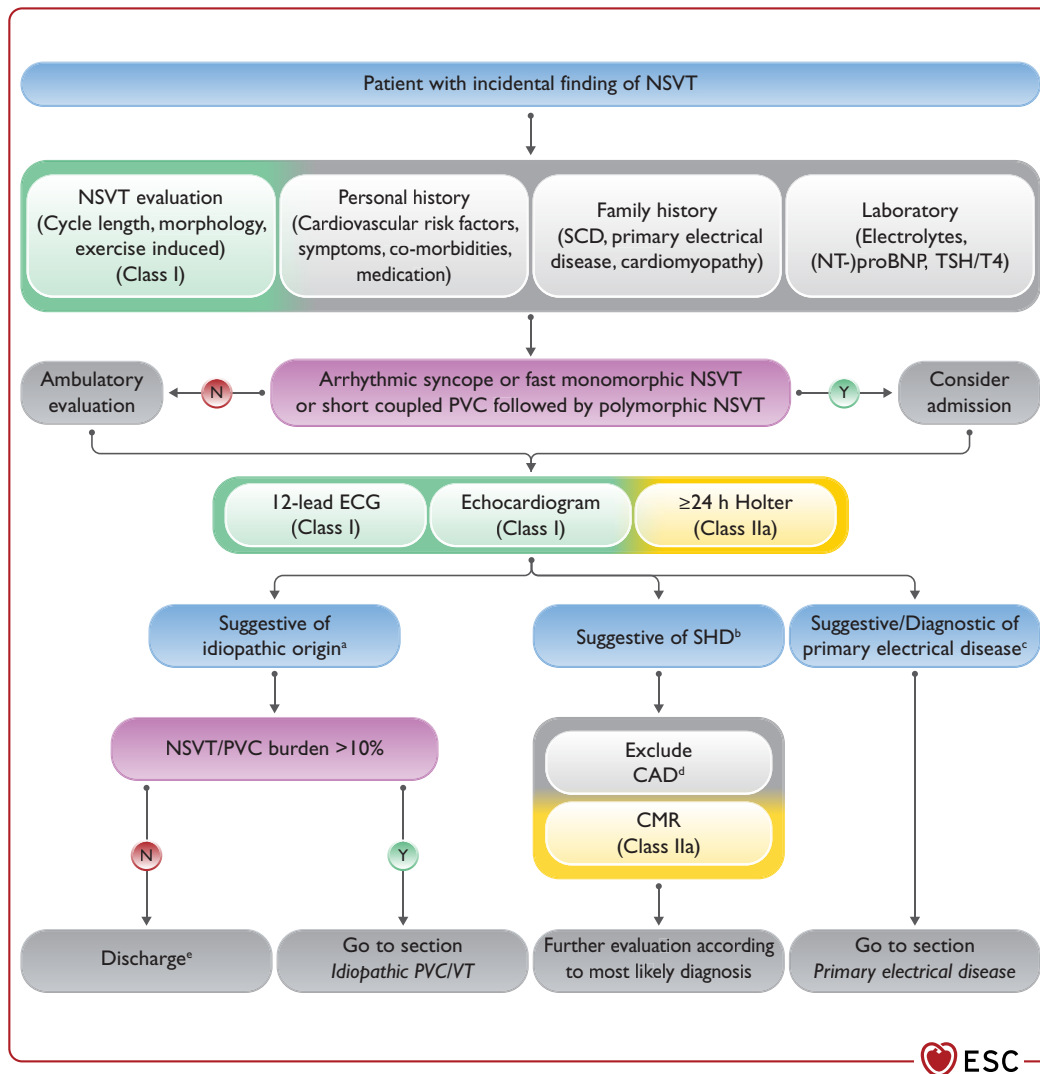 Patient with incidental finding of NSVT
NSVT evaluation
(Cycle length, morphology,
exercise induced)
(Class I)
Personal history
(Cardiovascular risk factors,
symptoms, co-morbidities,
medication)
Family history
(SCD, primary electrical
disease, cardiomyopathy)
Laboratory
(Electrolytes,
(NT-)proBNP, TSH/T4)
Ambulatory
evaluation
N
Arrhythmic syncope or fast monomorphic NSVT
or short coupled PVC followed by polymorphic NSVT
Y
Consider
admission
12-lead ECG
(Class I)
Echocardiogram
(Class I)
≥24 h Holter
(Class IIa)
Suggestive of
idiopathic originᵃ
Suggestive of SHDᵇ
Suggestive/Diagnostic of
primary electrical diseaseᶜ
NSVT/PVC burden >10%
Exclude
CADᵈ
CMR
(Class IIa)
N
Y
Dischargeᵉ
Go to section
Idiopathic PVC/VT
Further evaluation according
to most likely diagnosis
Go to section
Primary electrical disease
ESC